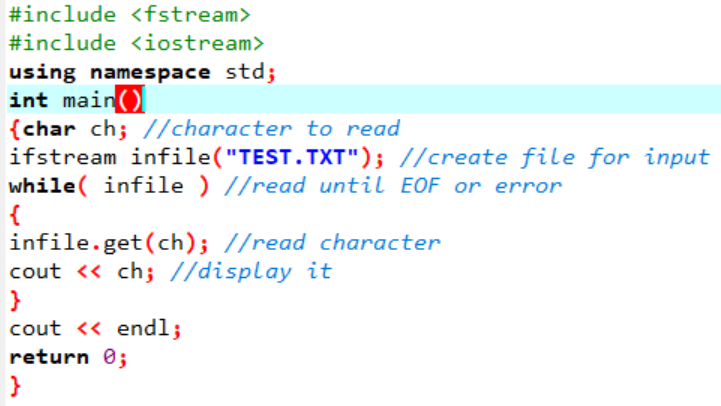 #include <fstream>
#include <iostream>
using namespace std;
int main()
{char ch; //character to read
ifstream infile("TEST.TXT"); //create file for input
while( infile ) //read until EOF or error
{
infile.get(ch); //read character
cout << ch; //display it
}
cout << endl;
return 0;
}